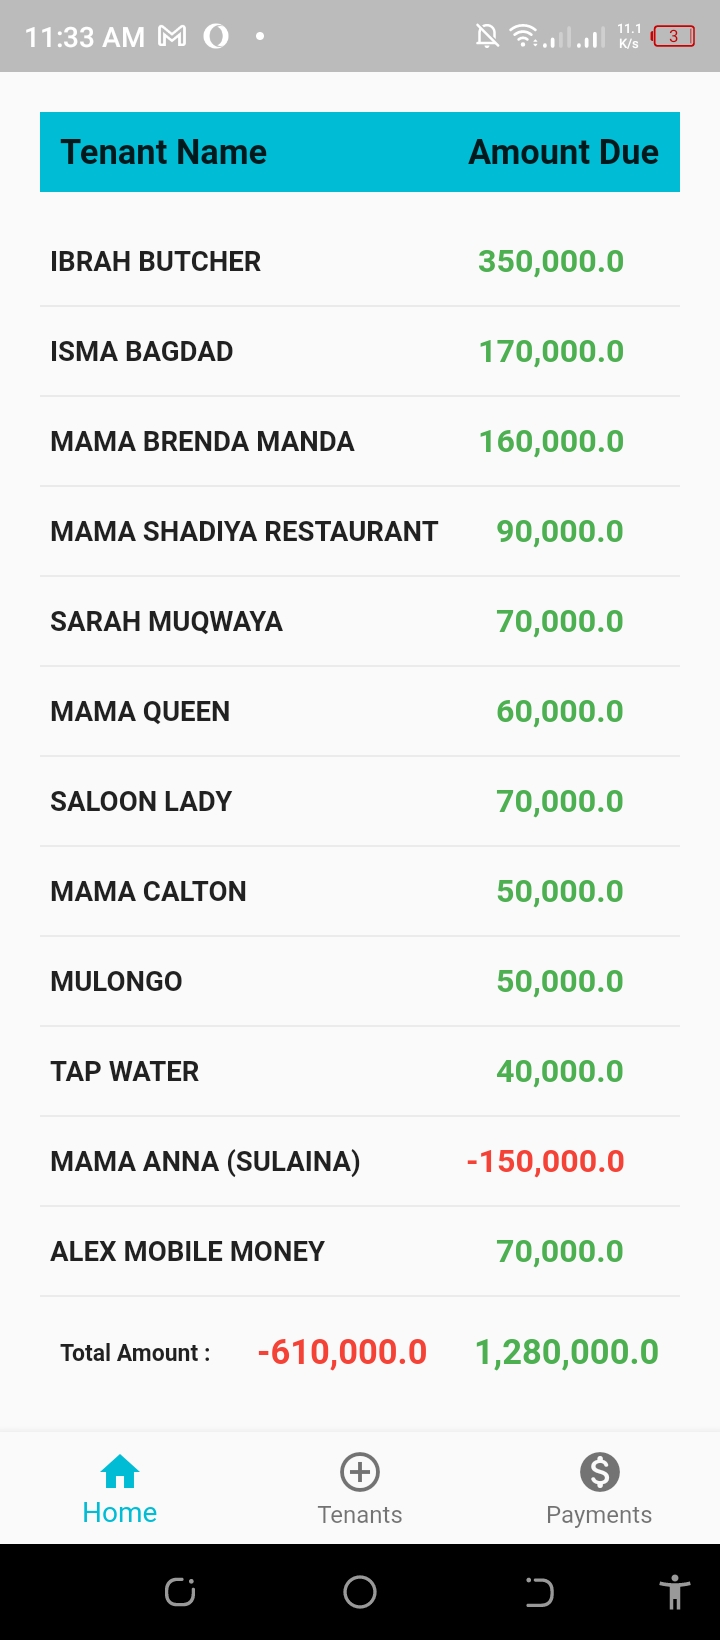 11:33 AM 11.1 K/s 3
Tenant Name Amount Due
IBRAH BUTCHER 350,000.0
ISMA BAGDAD 170,000.0
MAMA BRENDA MANDA 160,000.0
MAMA SHADIYA RESTAURANT 90,000.0
SARAH MUQWAYA 70,000.0
MAMA QUEEN 60,000.0
SALOON LADY 70,000.0
MAMA CALTON 50,000.0
MULONGO 50,000.0
TAP WATER 40,000.0
MAMA ANNA (SULAINA) -150,000.0
ALEX MOBILE MONEY 70,000.0
Total Amount : -610,000.0 1,280,000.0
Home Tenants Payments